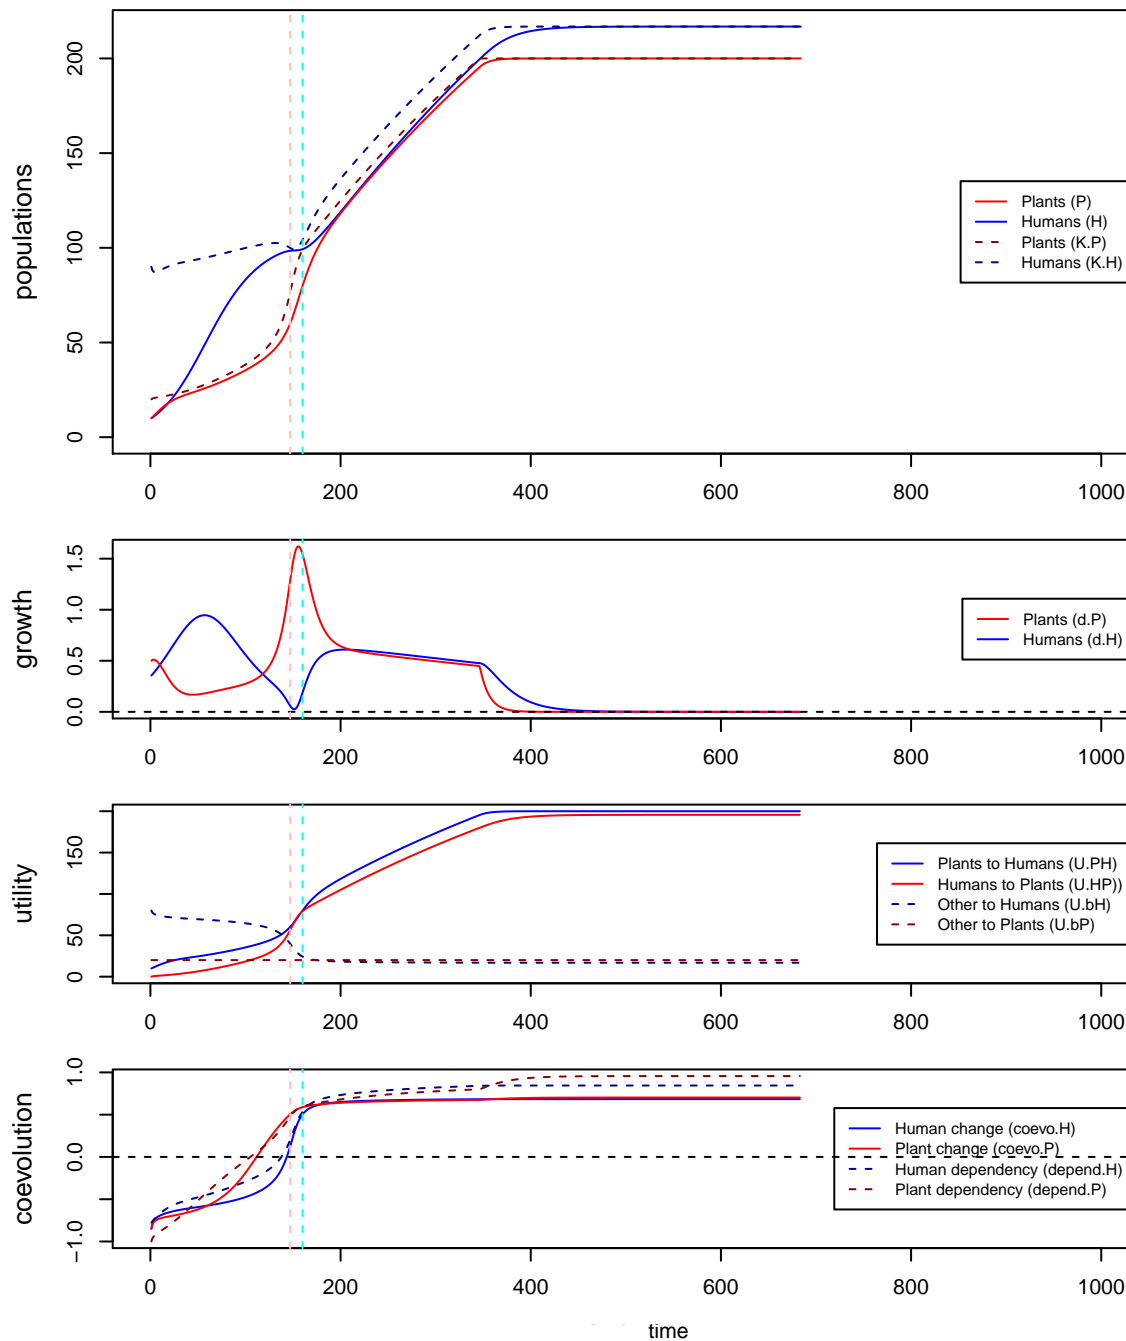 populations
200
150
100
50
0
Plants (P)
Humans (H)
Plants (K.P)
Humans (K.H)
0 200 400 600 800 1000
growth
1.5
1.0
0.5
0.0
Plants (d.P)
Humans (d.H)
0 200 400 600 800 1000
utility
150
50
0
Plants to Humans (U.PH)
Humans to Plants (U.HP))
Other to Humans (U.bH)
Other to Plants (U.bP)
0 200 400 600 800 1000
coevolution
1.0
0.0
−1.0
Human change (coevo.H)
Plant change (coevo.P)
Human dependency (depend.H)
Plant dependency (depend.P)
0 200 400 600 800 1000
time